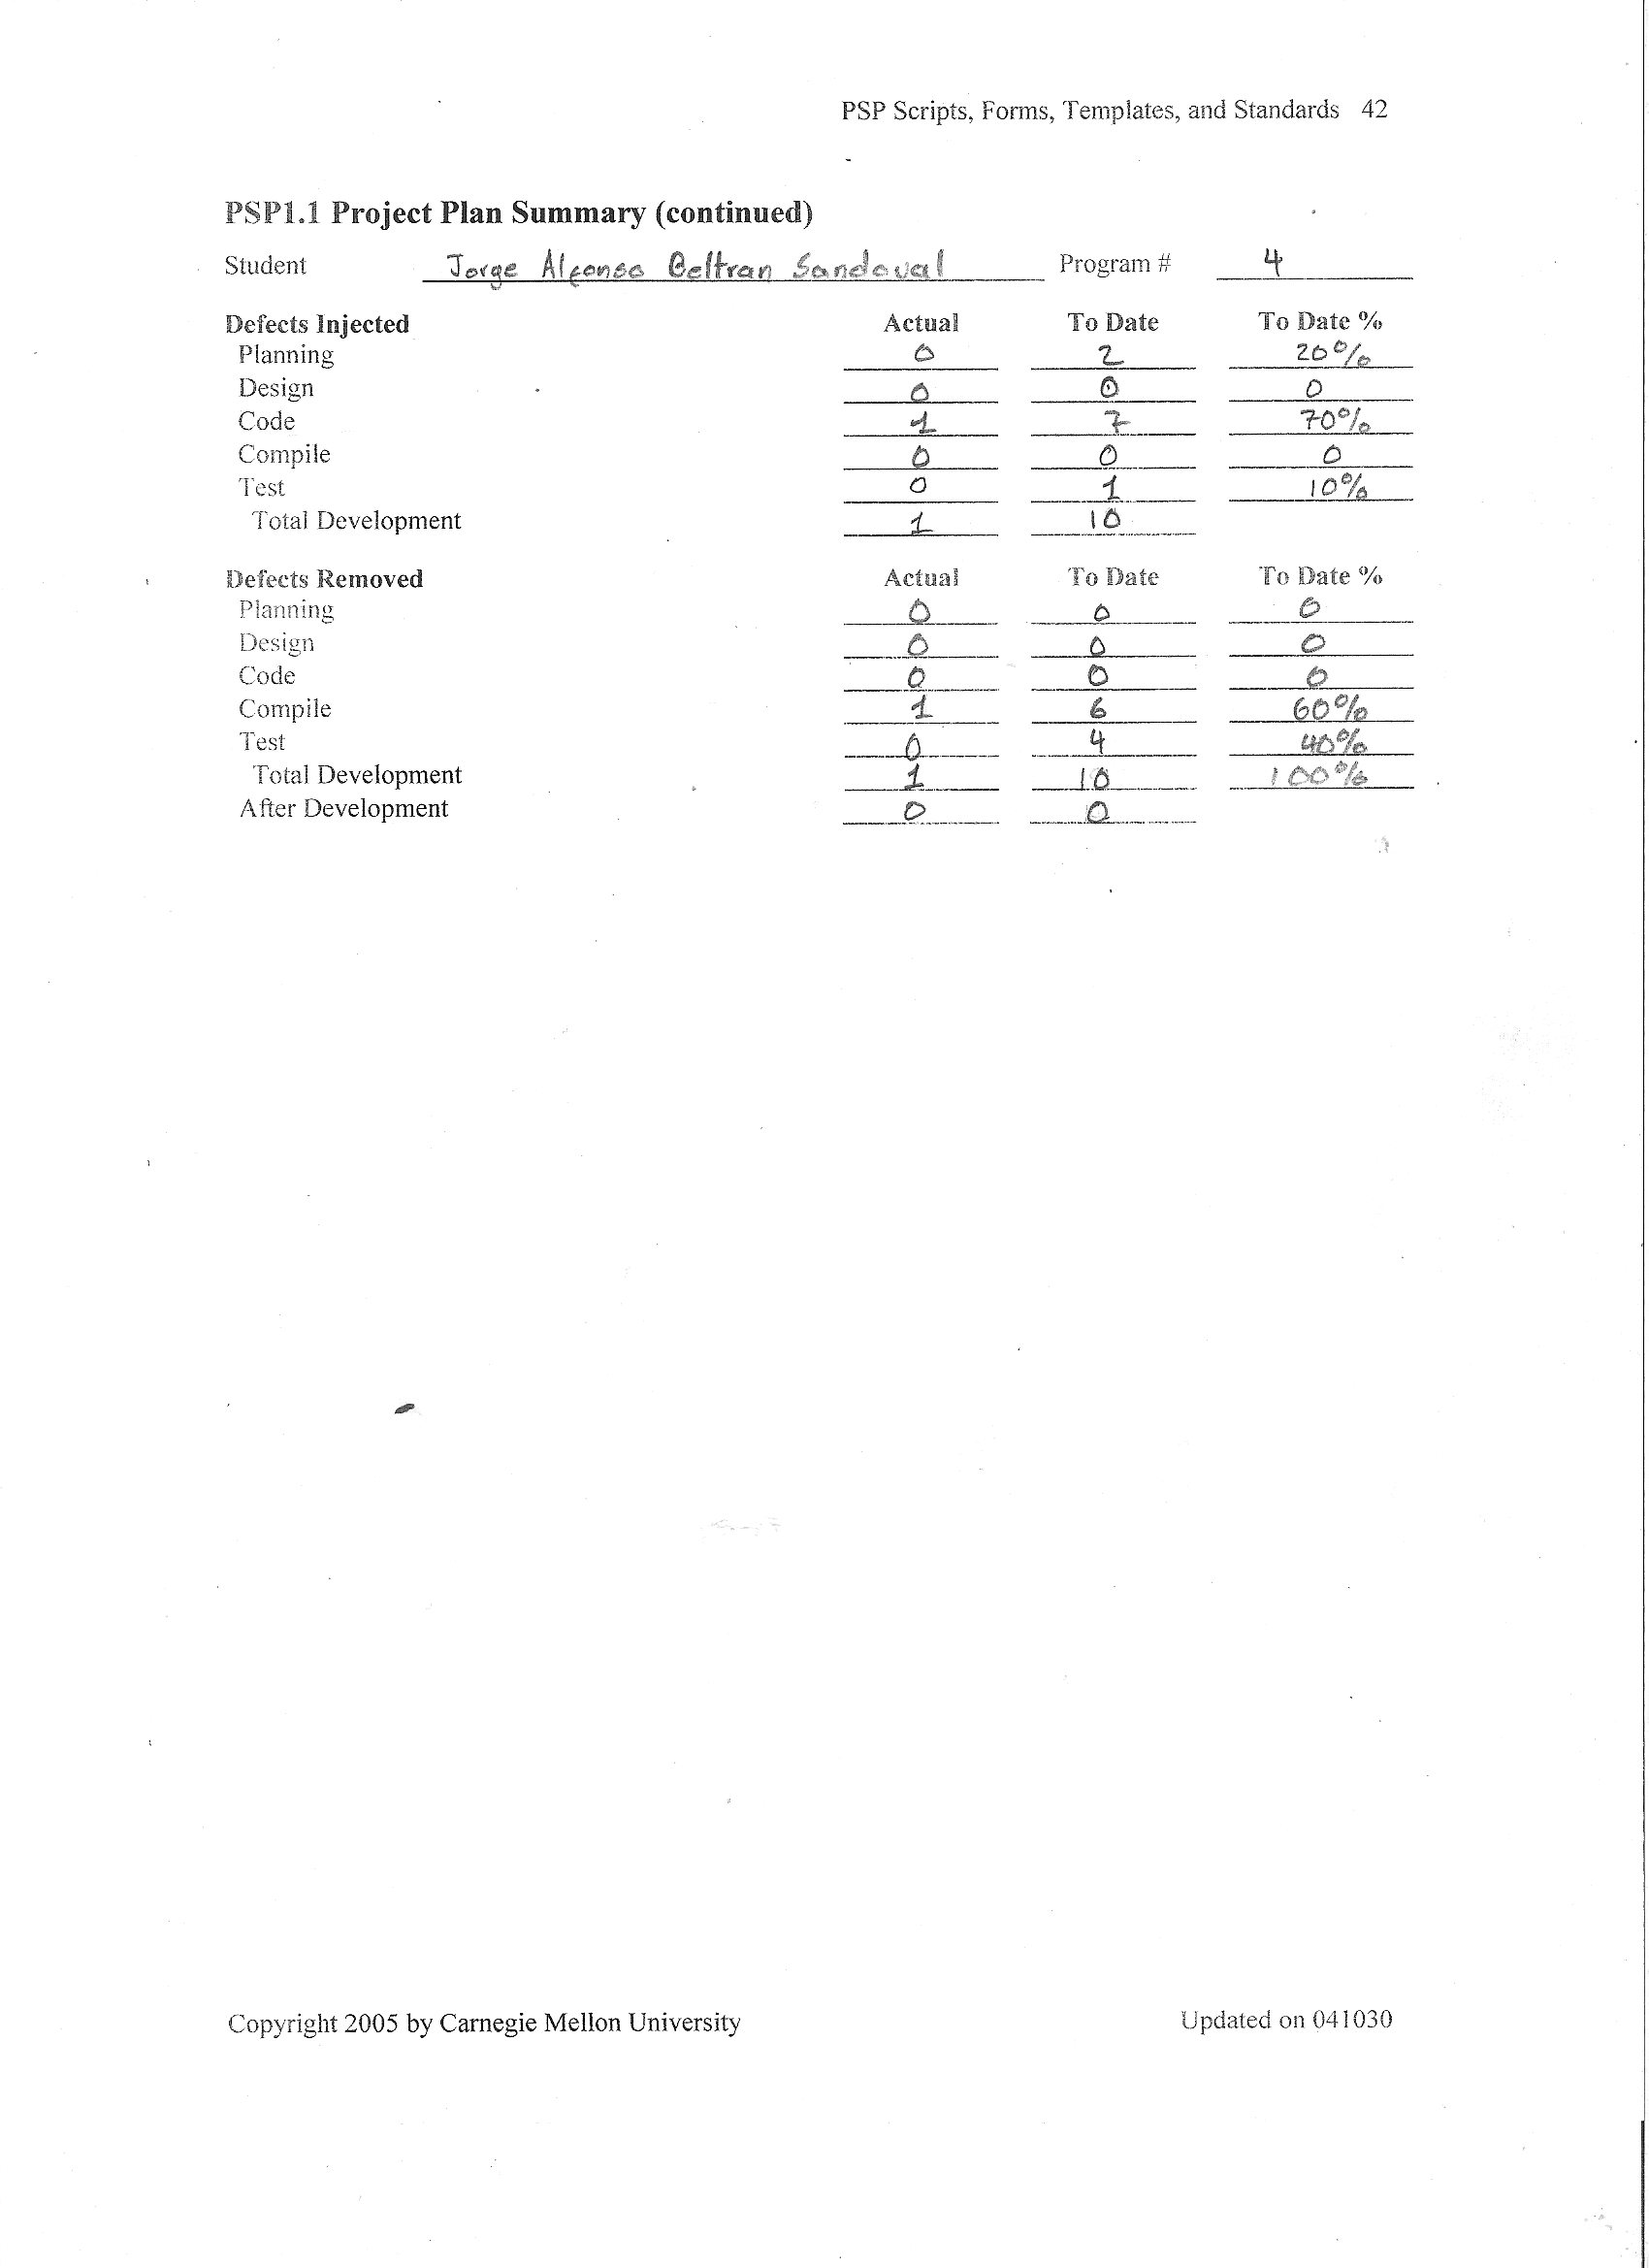 PSP Scripts, Forms, Templates, and Standards 42
PSP1.1 Project Plan Summary (continued)
Student Jorge Alfonso Beltran Sandoval Program # 4
Defects Injected Actual To Date To Date %
Planning 0 2 20%
Design 0 0 0
Code 1 7 70%
Compile 0 0 0
Test 0 1 10%
Total Development 1 10
Defects Removed Actual To Date To Date %
Planning 0 0 0
Design 0 0 0
Code 0 0 0
Compile 1 6 60%
Test 0 4 40%
Total Development 1 10 100%
After Development 0 0
Copyright 2005 by Carnegie Mellon University Updated on 041030